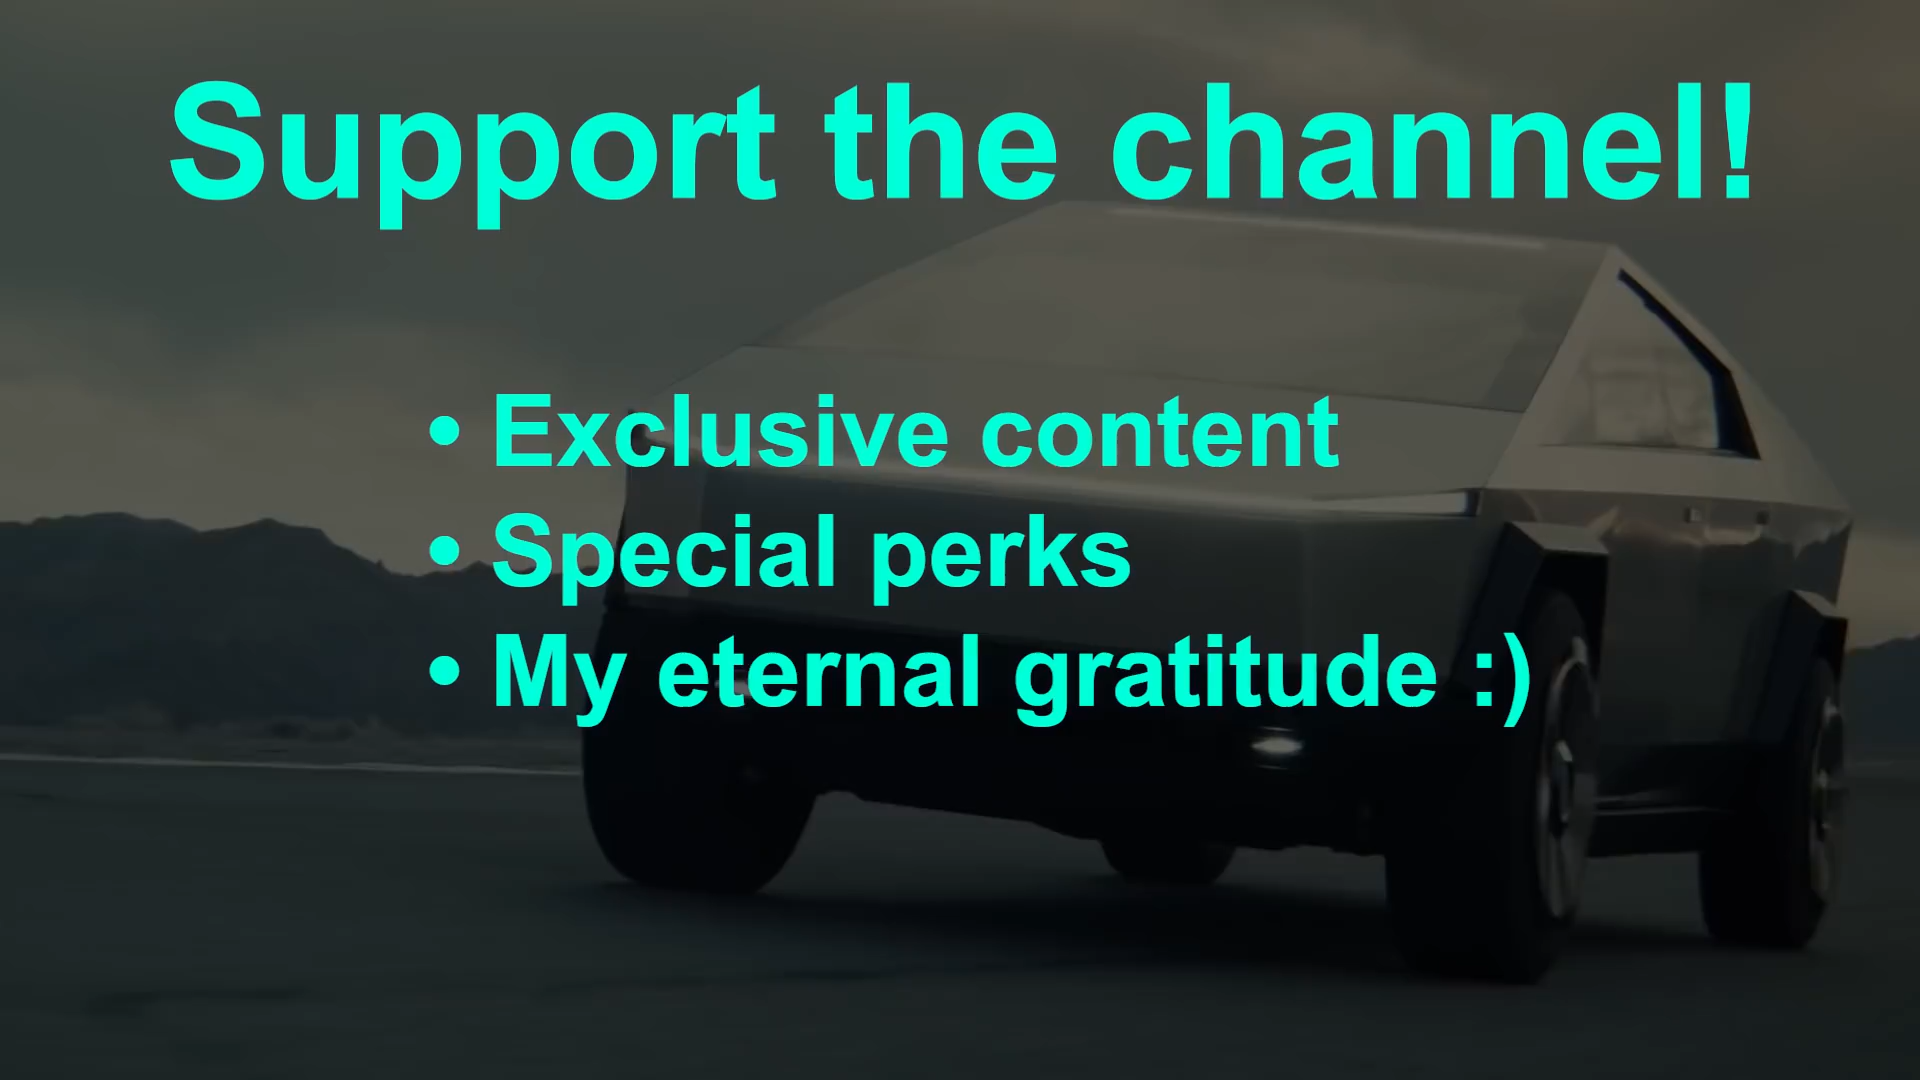 Support the channel!
• Exclusive content
• Special perks
• My eternal gratitude :)